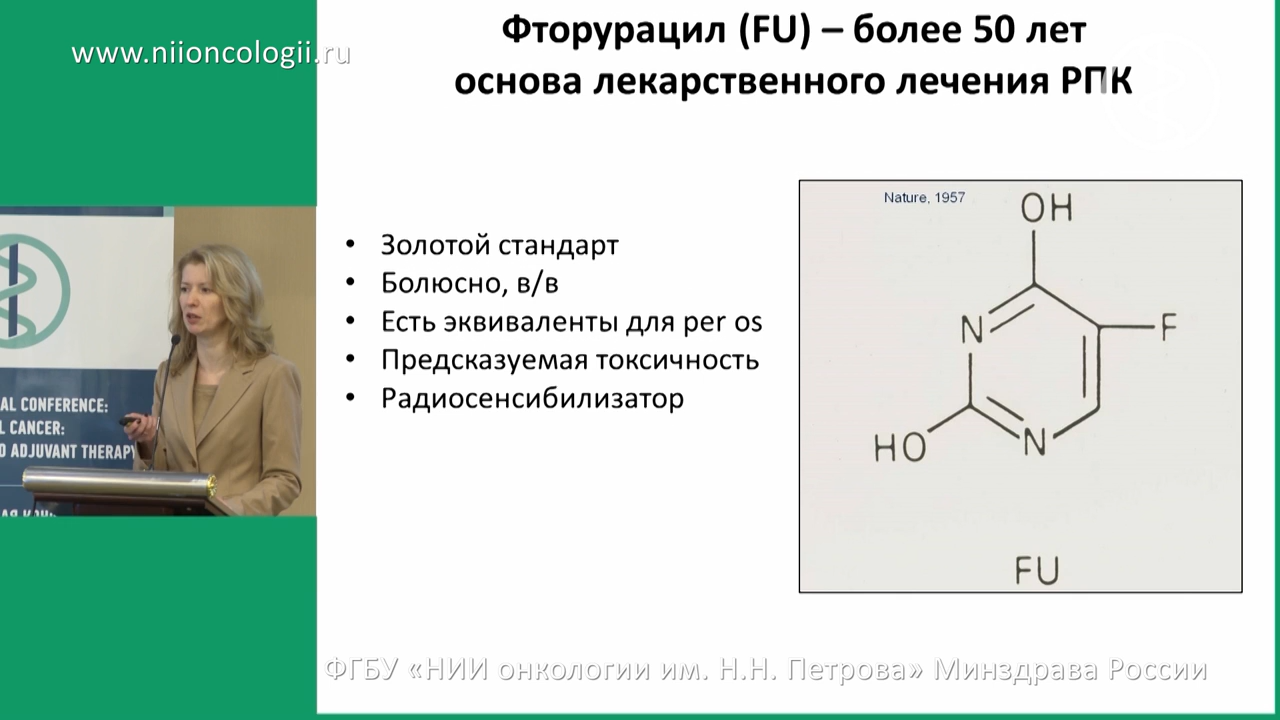 www.niioncologii.ru
Фторурацил (FU) – более 50 лет
основа лекарственного лечения РПК
• Золотой стандарт
• Болюсно, в/в
• Есть эквиваленты для per os
• Предсказуемая токсичность
• Радиосенсибилизатор
Nature, 1957
OH
N
F
HO
N
FU
AL CONFERENCE:
L CANCER:
D ADJUVANT THERAPY
ФГБУ «НИИ онкологии им. Н.Н. Петрова» Минздрава России